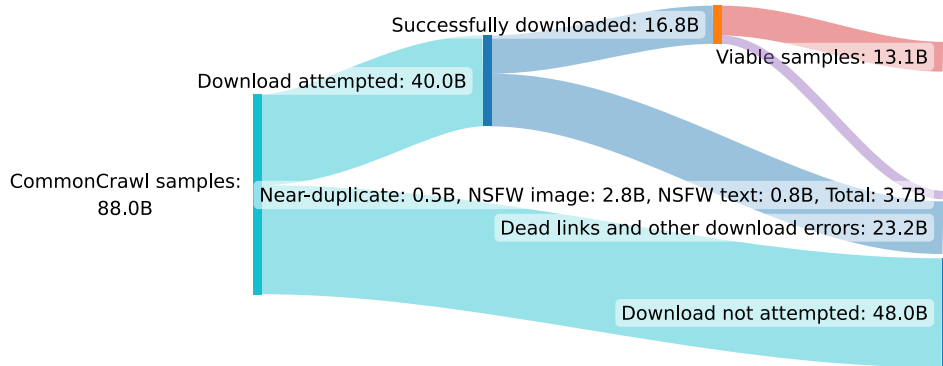 Successfully downloaded: 16.8B
Viable samples: 13.1B
Download attempted: 40.0B
CommonCrawl samples:
88.0B
Near-duplicate: 0.5B, NSFW image: 2.8B, NSFW text: 0.8B, Total: 3.7B
Dead links and other download errors: 23.2B
Download not attempted: 48.0B